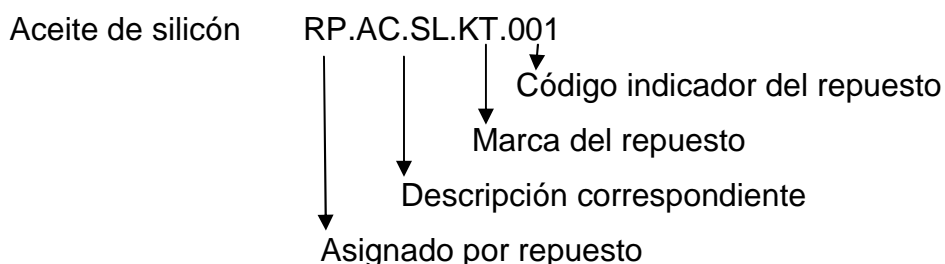 Aceite de silicón RP.AC.SL.KT.001
Código indicador del repuesto
Marca del repuesto
Descripción correspondiente
Asignado por repuesto